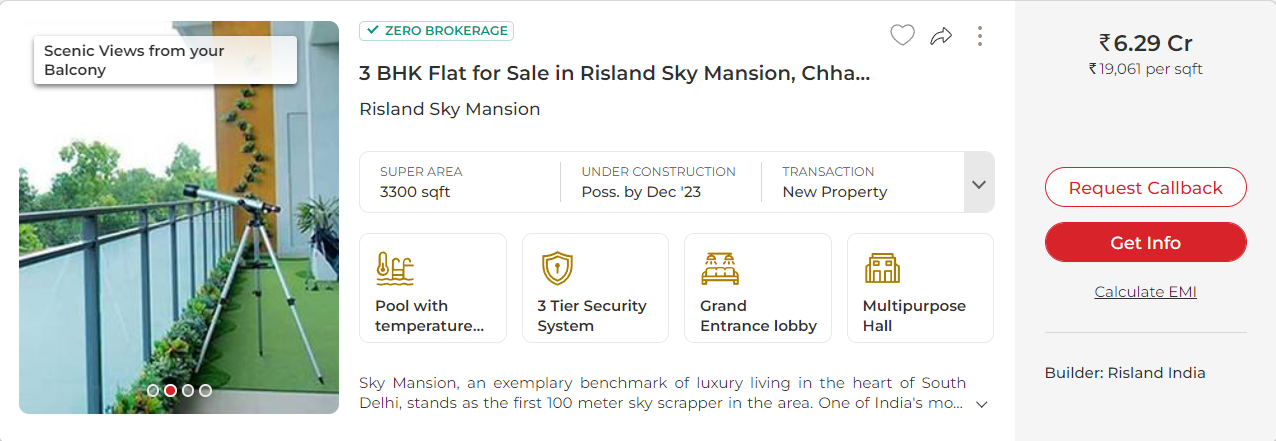 Scenic Views from your
Balcony
ZERO BROKERAGE
3 BHK Flat for Sale in Risland Sky Mansion, Chha...
Risland Sky Mansion
SUPER AREA
3300 sqft
UNDER CONSTRUCTION
Poss. by Dec '23
TRANSACTION
New Property
Pool with
temperature...
3 Tier Security
System
Grand
Entrance lobby
Multipurpose
Hall
Sky Mansion, an exemplary benchmark of luxury living in the heart of South
Delhi, stands as the first 100 meter sky scrapper in the area. One of India's mo...
₹6.29 Cr
₹19,061 per sqft
Request Callback
Get Info
Calculate EMI
Builder: Risland India